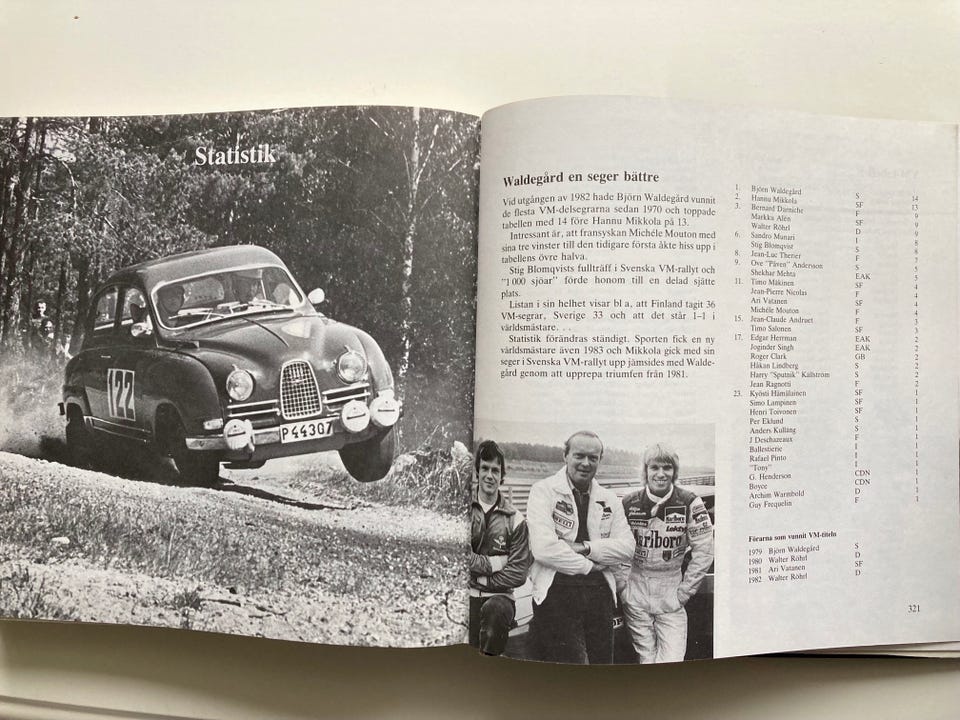 Statistik
122
P44307
Waldegård en seger bättre
Vid utgången av 1982 hade Björn Waldegård vunnit
de flesta VM-delsegrarna sedan 1970 och toppade
tabellen med 14 före Hannu Mikkola på 13.
Intressant är, att fransyskan Michéle Mouton med
sina tre vinster till den tidigare första åkte hiss upp i
tabellens övre halva.
Stig Blomqvists fullträff i Svenska VM-rallyt och
"1 000 sjöar" förde honom till en delad sjätte
plats.
Listan i sin helhet visar bl a, att Finland tagit 36
VM-segrar, Sverige 33 och att det står 1–1 i
världsmästare. . .
Statistik förändras ständigt. Sporten fick en ny
världsmästare även 1983 och Mikkola gick med sin
seger i Svenska VM-rallyt upp jämsides med Walde-
gård genom att upprepa triumfen från 1981.
PIRELLI
Marlboro
Marlboro
1. Björn Waldegård S 14
2. Hannu Mikkola SF 13
3. Bernard Darniche F 9
Markku Alén SF 9
Walter Röhrl D 9
6. Sandro Munari I 8
Stig Blomqvist S 8
8. Jean-Luc Therier F 7
9. Ove "Påven" Andersson S 5
Shekhar Mehta EAK 5
11. Timo Mäkinen SF 4
Jean-Pierre Nicolas F 4
Ari Vatanen SF 4
Michéle Mouton F 4
15. Jean-Claude Andruet F 3
Timo Salonen SF 3
17. Edgar Herrman EAK 2
Joginder Singh EAK 2
Roger Clark GB 2
Håkan Lindberg S 2
Harry "Sputnik" Källström S 2
Jean Ragnotti F 2
23. Kyösti Hämäläinen SF 1
Simo Lampinen SF 1
Henri Toivonen SF 1
Per Eklund S 1
Anders Kulläng S 1
J Deschazeaux F 1
Ballestierie I 1
Rafael Pinto I 1
"Tony" I 1
G. Henderson CDN 1
Boyce CDN 1
Archim Warmbold D 1
Guy Frequelin F 1
Förarna som vunnit VM-titeln
1979 Björn Waldegård S
1980 Walter Röhrl D
1981 Ari Vatanen SF
1982 Walter Röhrl D
321